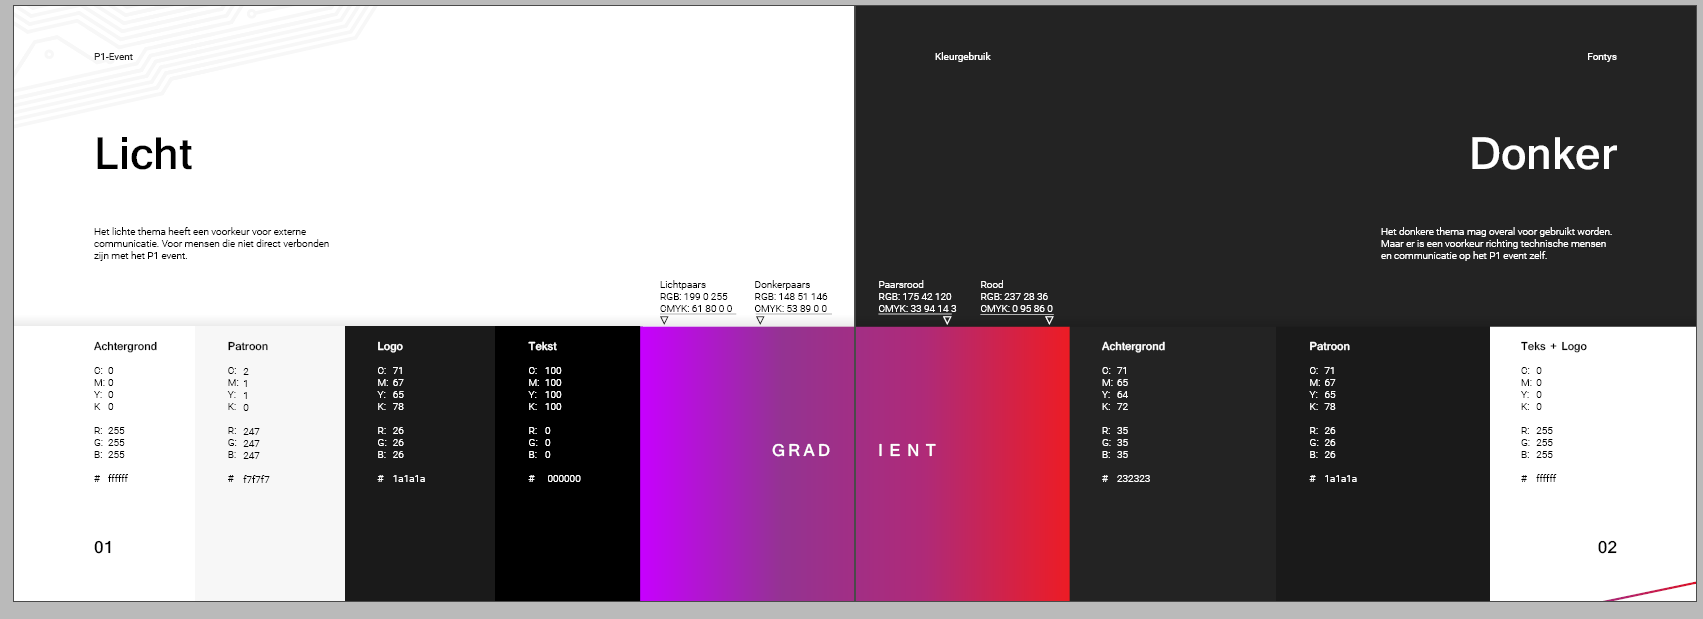 P1-Event
Kleurgebruik
Fontys
Licht
Donker
Het lichte thema heeft een voorkeur voor externe
communicatie. Voor mensen die niet direct verbonden
zijn met het P1 event.
Het donkere thema mag overal voor gebruikt worden.
Maar er is een voorkeur richting technische mensen
en communicatie op het P1 event zelf.
Lichtpaars
RGB: 199 0 255
CMYK: 61 80 0 0
Donkerpaars
RGB: 148 51 146
CMYK: 53 89 0 0
Paarsrood
RGB: 175 42 120
CMYK: 33 94 14 3
Rood
RGB: 237 28 36
CMYK: 0 95 86 0
Achtergrond
C: 0
M: 0
Y: 0
K 0
R: 255
G: 255
B: 255
# ffffff
Patroon
C: 2
M: 1
Y: 1
K: 0
R: 247
G: 247
B: 247
# f7f7f7
Logo
C: 71
M: 67
Y: 65
K: 78
R: 26
G: 26
B: 26
# 1a1a1a
Tekst
C: 100
M: 100
Y: 100
K: 100
R: 0
G: 0
B: 0
# 000000
GRAD IENT
Achtergrond
C: 71
M: 65
Y: 64
K: 72
R: 35
G: 35
B: 35
# 232323
Patroon
C: 71
M: 67
Y: 65
K: 78
R: 26
G: 26
B: 26
# 1a1a1a
Teks + Logo
C: 0
M: 0
Y: 0
K: 0
R: 255
G: 255
B: 255
# ffffff
01
02